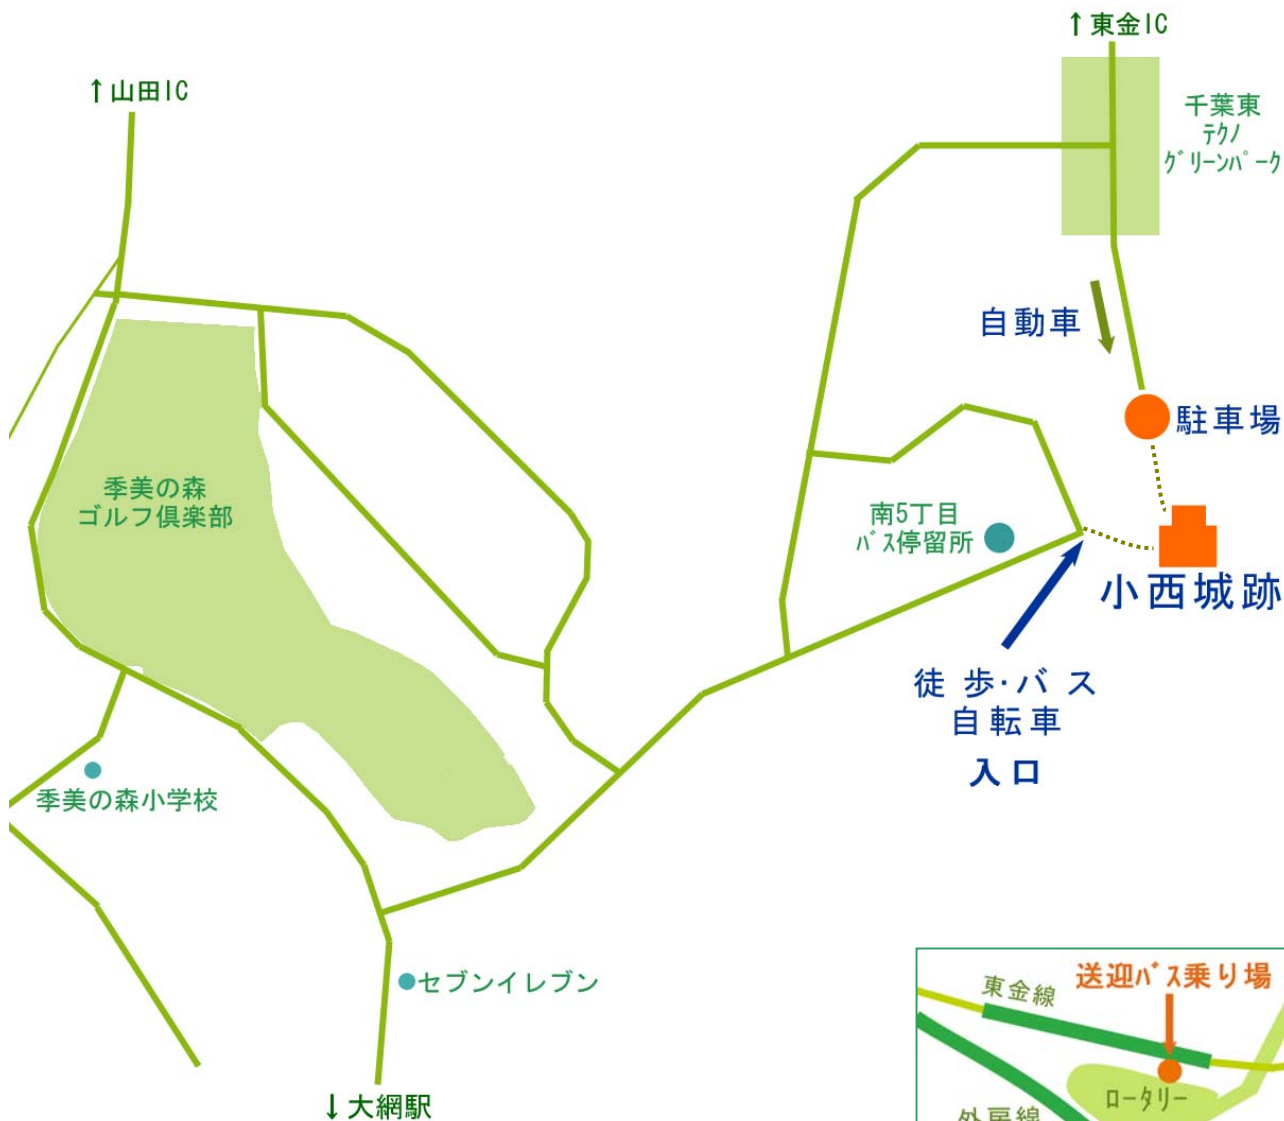 ↑東金IC
↑山田IC
千葉東
テクノ
グリーンパーク
自動車
駐車場
季美の森
ゴルフ倶楽部
南5丁目
バス停留所
小西城跡
徒歩・バス
自転車
入口
季美の森小学校
セブンイレブン
↓大網駅
送迎バス乗り場
東金線
ロータリー
外房線